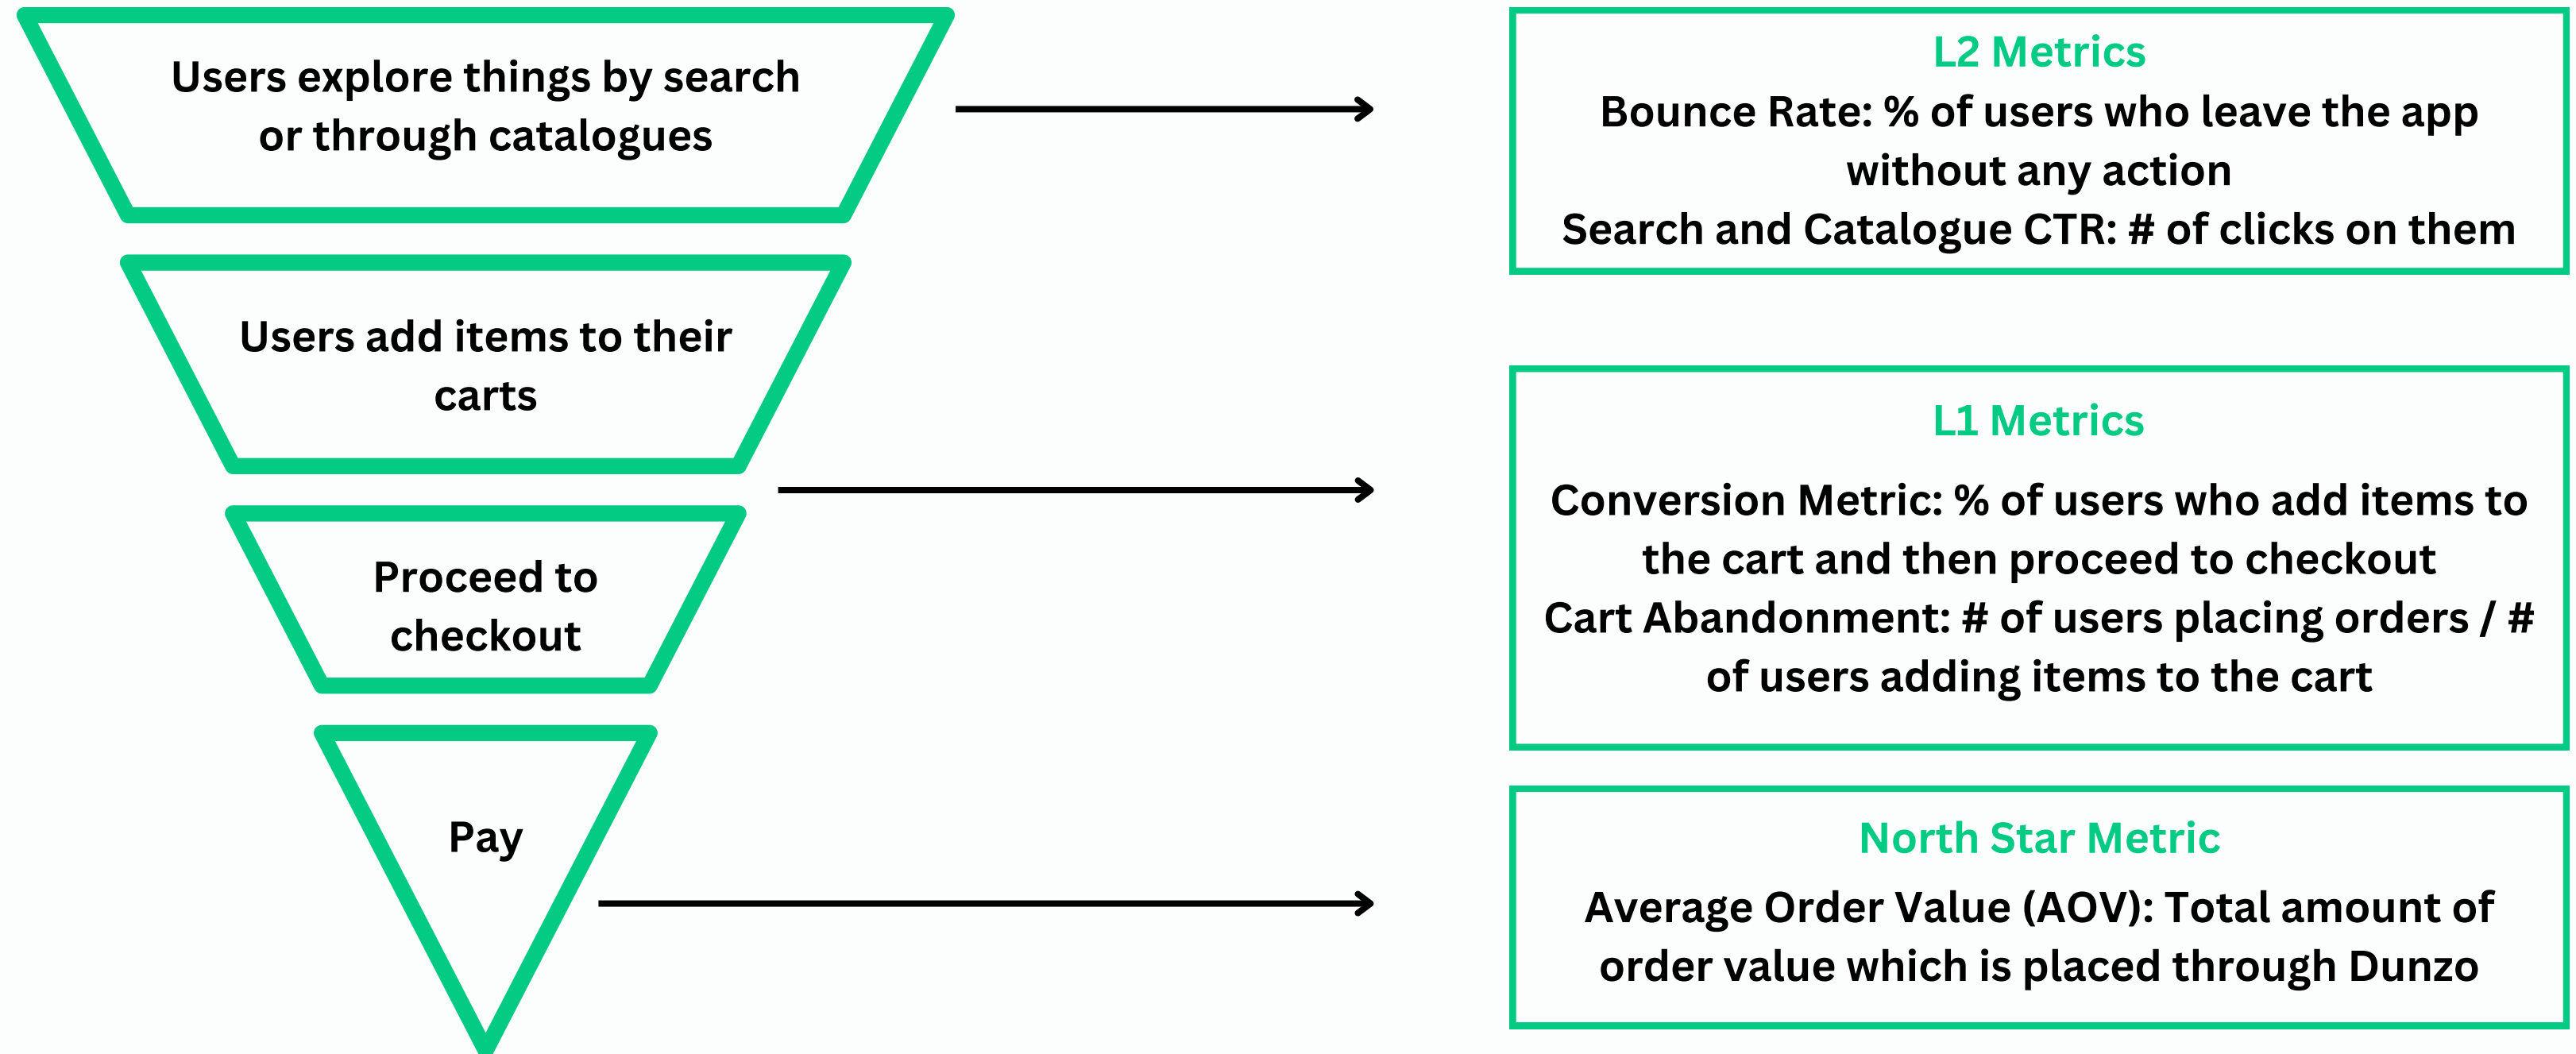 Users explore things by search
or through catalogues
Users add items to their
carts
Proceed to
checkout
Pay
L2 Metrics
Bounce Rate: % of users who leave the app
without any action
Search and Catalogue CTR: # of clicks on them
L1 Metrics
Conversion Metric: % of users who add items to
the cart and then proceed to checkout
Cart Abandonment: # of users placing orders / #
of users adding items to the cart
North Star Metric
Average Order Value (AOV): Total amount of
order value which is placed through Dunzo